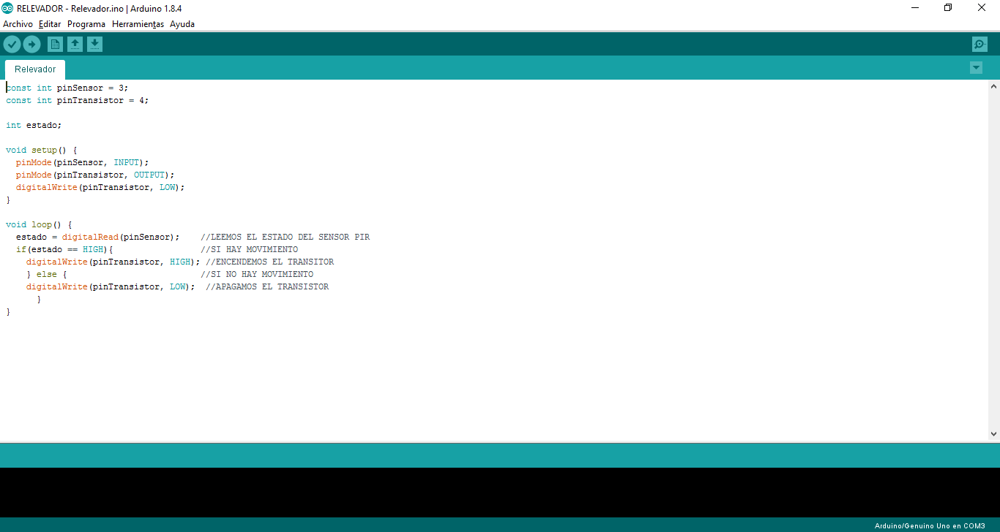 RELEVADOR - Relevador.ino | Arduino 1.8.4
Archivo Editar Programa Herramientas Ayuda
Relevador
const int pinSensor = 3;
const int pinTransistor = 4;
int estado;
void setup() {
pinMode(pinSensor, INPUT);
pinMode(pinTransistor, OUTPUT);
digitalWrite(pinTransistor, LOW);
}
void loop() {
estado = digitalRead(pinSensor); //LEEMOS EL ESTADO DEL SENSOR PIR
if(estado == HIGH){ //SI HAY MOVIMIENTO
digitalWrite(pinTransistor, HIGH); //ENCENDEMOS EL TRANSITOR
} else { //SI NO HAY MOVIMIENTO
digitalWrite(pinTransistor, LOW); //APAGAMOS EL TRANSISTOR
}
}
Arduino/Genuino Uno en COM3